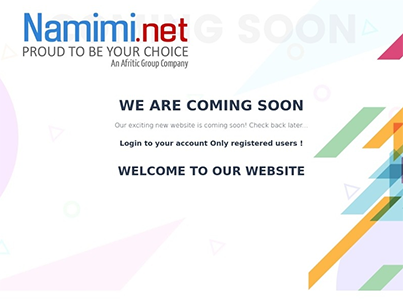 COMING SOON
Namimi.net
PROUD TO BE YOUR CHOICE
An Afritic Group Company
WE ARE COMING SOON
Our exciting new website is coming soon! Check back later...
Login to your account Only registered users !
WELCOME TO OUR WEBSITE